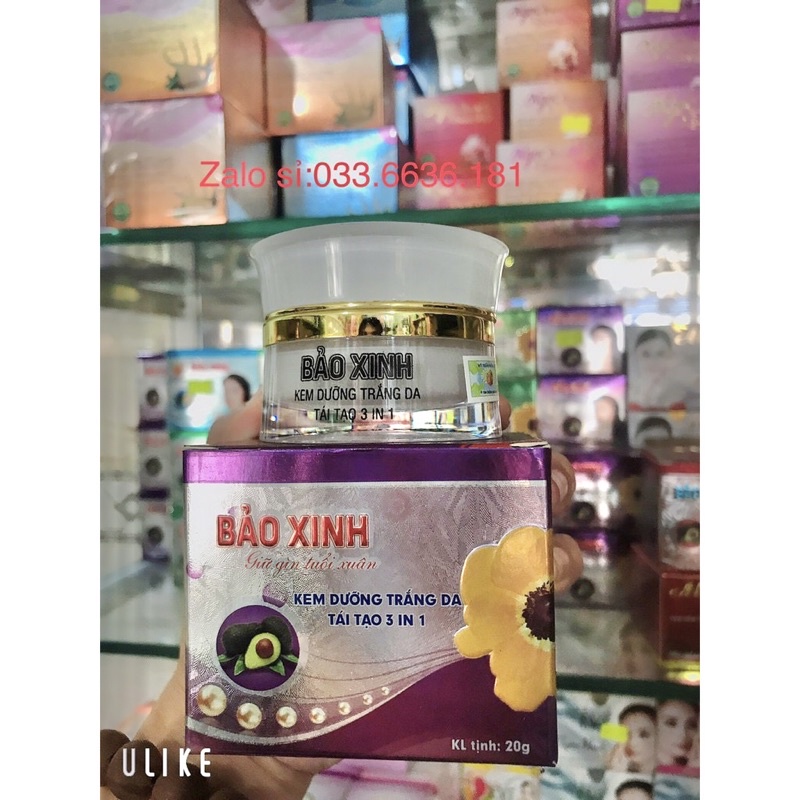 Zalo sỉ:033.6636.181
BẢO XINH
KEM DƯỠNG TRẮNG DA
TÁI TẠO 3 IN 1
BẢO XINH
Giữ gìn tuổi xuân
KEM DƯỠNG TRẮNG DA
TÁI TẠO 3 IN 1
KL tịnh: 20g
ULIKE